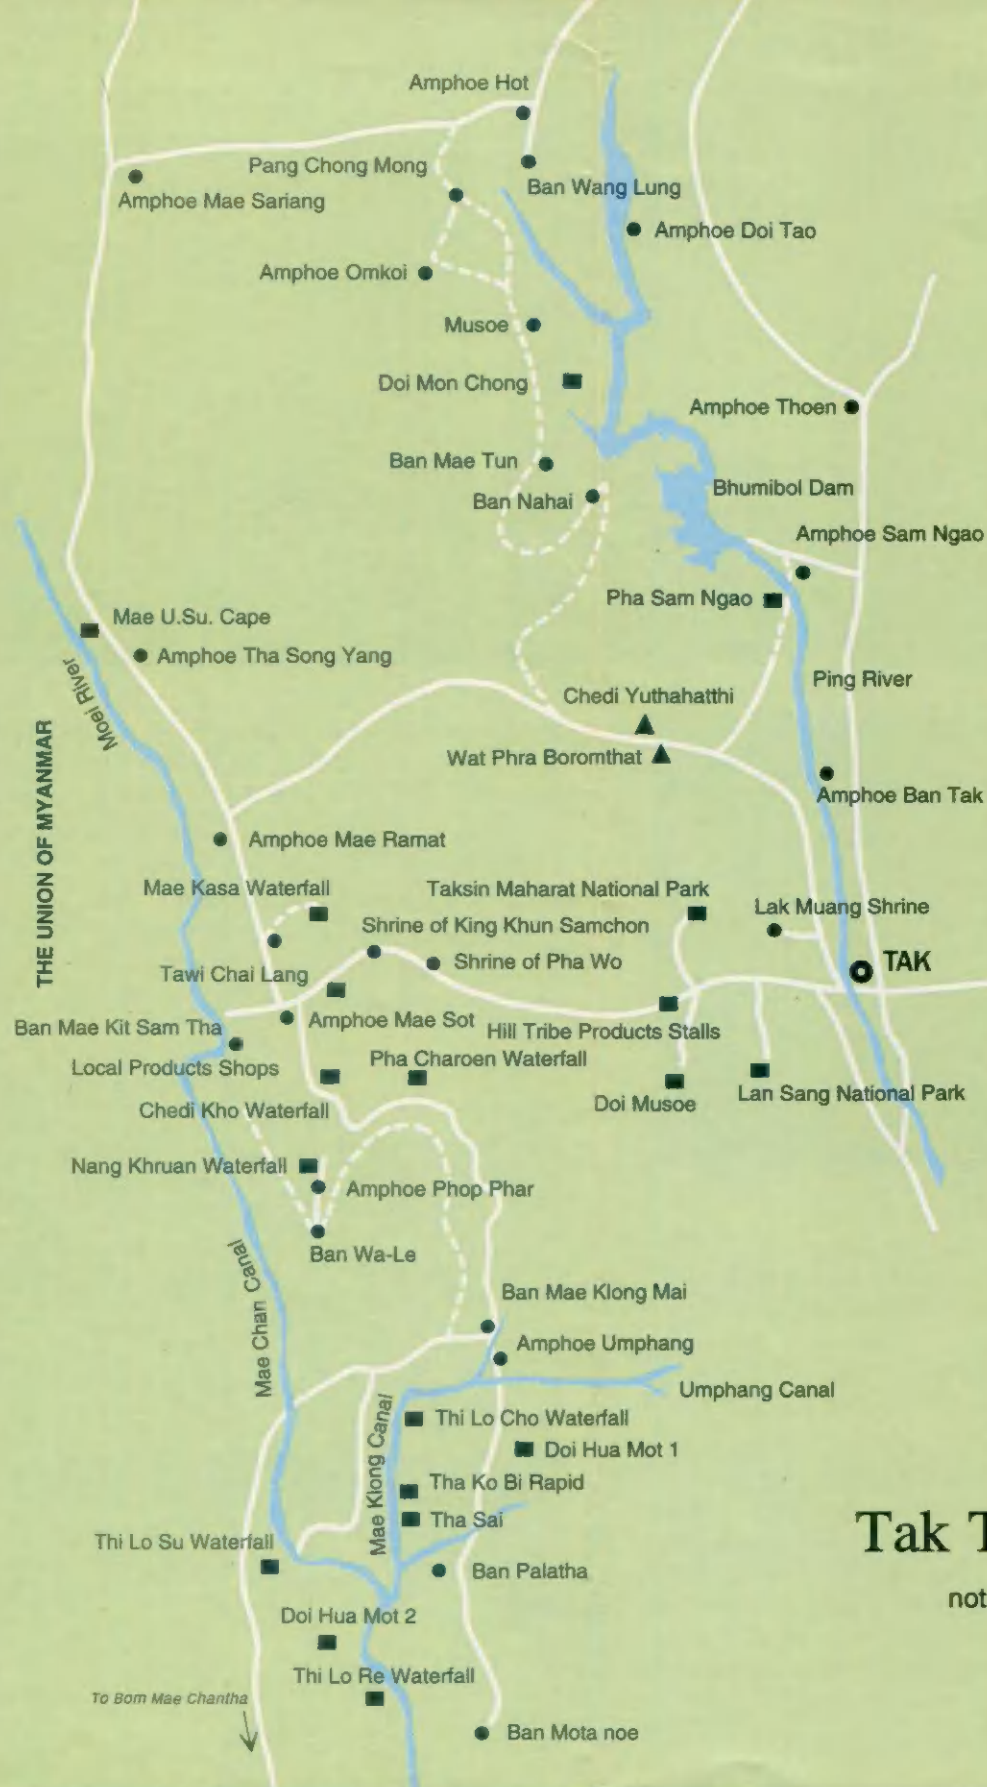 Amphoe Hot
Pang Chong Mong
Ban Wang Lung
Amphoe Mae Sariang
Amphoe Doi Tao
Amphoe Omkoi
Musoe
Doi Mon Chong
Amphoe Thoen
Ban Mae Tun
Bhumibol Dam
Ban Nahai
Amphoe Sam Ngao
Pha Sam Ngao
Mae U.Su. Cape
Amphoe Tha Song Yang
Moei River
Ping River
Chedi Yuthahatthi
THE UNION OF MYANMAR
Wat Phra Boromthat
Amphoe Ban Tak
Amphoe Mae Ramat
Mae Kasa Waterfall
Taksin Maharat National Park
Lak Muang Shrine
Shrine of King Khun Samchon
Shrine of Pha Wo
TAK
Tawi Chai Lang
Ban Mae Kit Sam Tha
Amphoe Mae Sot
Hill Tribe Products Stalls
Local Products Shops
Pha Charoen Waterfall
Lan Sang National Park
Doi Musoe
Chedi Kho Waterfall
Nang Khruan Waterfall
Amphoe Phop Phar
Ban Wa-Le
Mae Chan Canal
Ban Mae Klong Mai
Amphoe Umphang
Umphang Canal
Mae Klong Canal
Thi Lo Cho Waterfall
Doi Hua Mot 1
Tha Ko Bi Rapid
Tha Sai
Thi Lo Su Waterfall
Tak T
Ban Palatha
not
Doi Hua Mot 2
Thi Lo Re Waterfall
To Bom Mae Chantha
Ban Mota noe